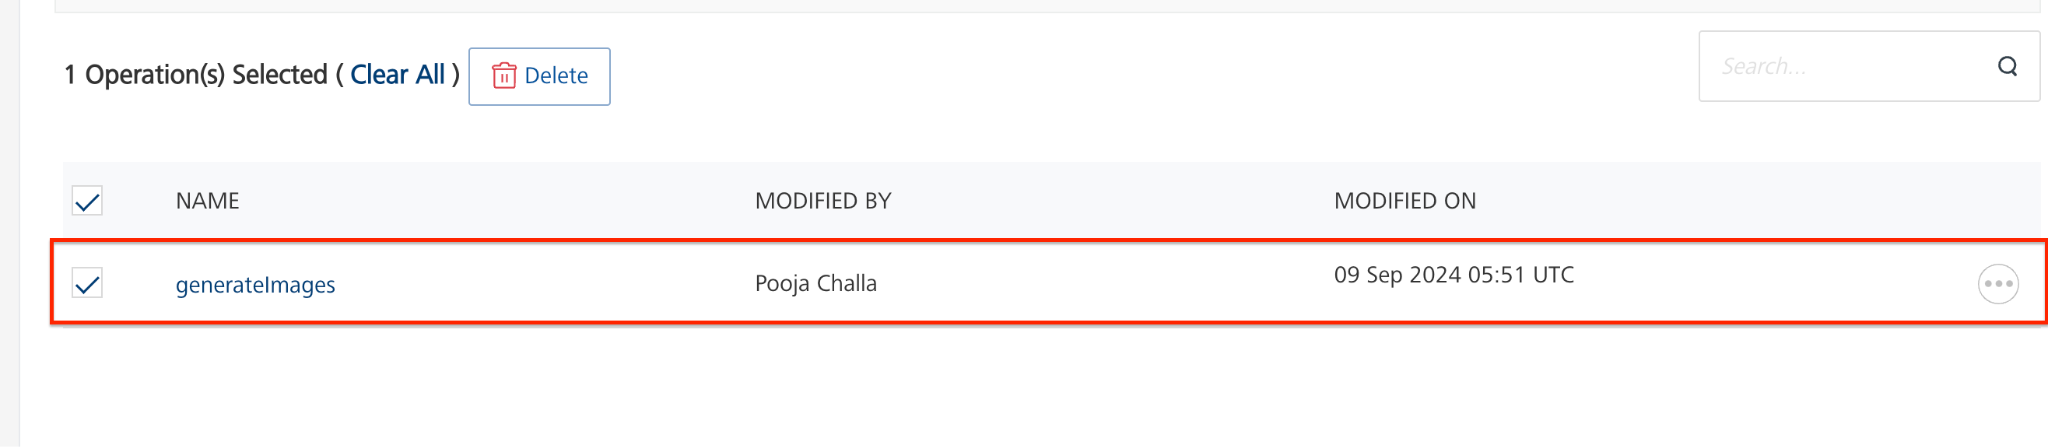 1 Operation(s) Selected ( Clear All ) Delete
Search...
NAME MODIFIED BY MODIFIED ON
generateImages Pooja Challa 09 Sep 2024 05:51 UTC